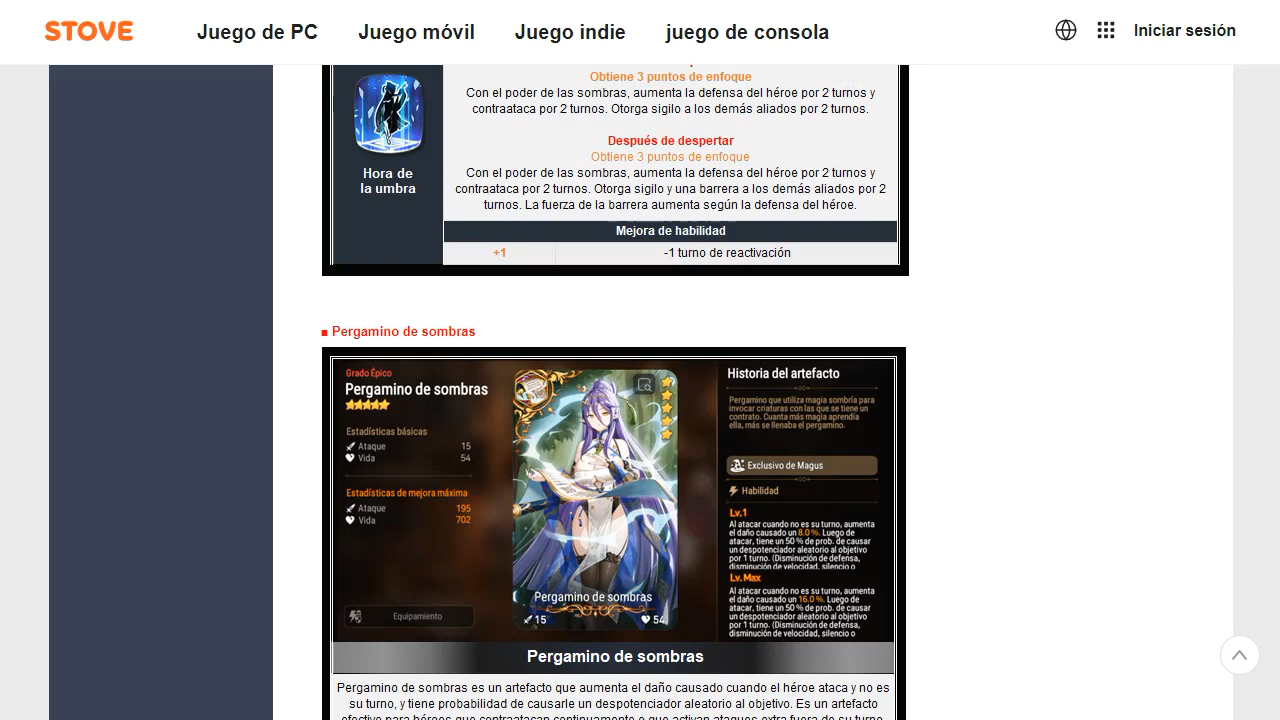 STOVE
Juego de PC
Juego móvil
Juego indie
juego de consola
Iniciar sesión
Obtiene 3 puntos de enfoque
Con el poder de las sombras, aumenta la defensa del héroe por 2 turnos y
contraataca por 2 turnos. Otorga sigilo a los demás aliados por 2 turnos.
Después de despertar
Obtiene 3 puntos de enfoque
Con el poder de las sombras, aumenta la defensa del héroe por 2 turnos y
contraataca por 2 turnos. Otorga sigilo y una barrera a los demás aliados por 2
turnos. La fuerza de la barrera aumenta según la defensa del héroe.
Hora de
la umbra
Mejora de habilidad
+1
-1 turno de reactivación
Pergamino de sombras
Grado Épico
Pergamino de sombras
Estadísticas básicas
Ataque 15
Vida 54
Estadísticas de mejora máxima
Ataque 195
Vida 702
Equipamiento
Pergamino de sombras
15
54
Historia del artefacto
Pergamino que utiliza magia sombría para
invocar criaturas con las que se tiene un
contrato. Cuanta más magia aprendía
ella, más se llenaba el pergamino.
Exclusivo de Magus
Habilidad
Lv.1
Al atacar cuando no es su turno, aumenta
el daño causado un 8.0 %. Luego de
atacar, tiene un 50 % de prob. de causar
un despotenciador aleatorio al objetivo
por 1 turno. (Disminución de defensa,
disminución de velocidad, silencio o
Lv.Max
Al atacar cuando no es su turno, aumenta
el daño causado un 16.0 %. Luego de
atacar, tiene un 50 % de prob. de causar
un despotenciador aleatorio al objetivo
por 1 turno. (Disminución de defensa,
disminución de velocidad, silencio o
Pergamino de sombras
Pergamino de sombras es un artefacto que aumenta el daño causado cuando el héroe ataca y no es
su turno, y tiene probabilidad de causarle un despotenciador aleatorio al objetivo. Es un artefacto
efectivo para héroes que contraatacan continuamente o que activan ataques extra fuera de su turno